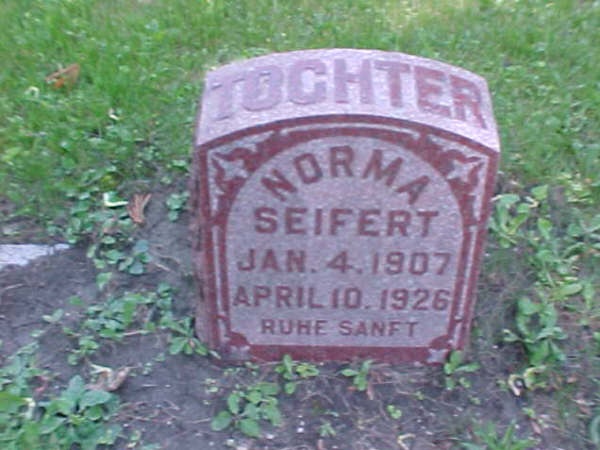 TOCHTER
NORMA
SEIFERT
JAN. 4. 1907
APRIL 10. 1926
RUHE SANFT